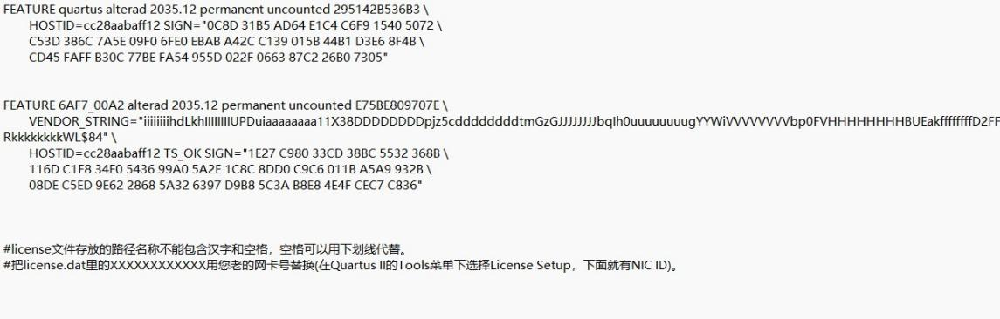 FEATURE quartus alterad 2035.12 permanent uncounted 295142B536B3 \
HOSTID=cc28aabaff12 SIGN="0C8D 31B5 AD64 E1C4 C6F9 1540 5072 \
C53D 386C 7A5E 09F0 6FE0 EBAB A42C C139 015B 44B1 D3E6 8F4B \
CD45 FAFF B30C 77BE FA54 955D 022F 0663 87C2 26B0 7305"
FEATURE 6AF7_00A2 alterad 2035.12 permanent uncounted E75BE809707E \
VENDOR_STRING="iiiiiiiihdLkhIIIIIIIIUPDuiaaaaaaaa11X38DDDDDDDDpjz5cddddddddtmGzGJJJJJJJJbqIh0uuuuuuuugYYWiVVVVVVVVbp0FVHHHHHHHHBUEakffffffffD2FF
RkkkkkkkkWL$84" \
HOSTID=cc28aabaff12 TS_OK SIGN="1E27 C980 33CD 38BC 5532 368B \
116D C1F8 34E0 5436 99A0 5A2E 1C8C 8DD0 C9C6 011B A5A9 932B \
08DE C5ED 9E62 2868 5A32 6397 D9B8 5C3A B8E8 4E4F CEC7 C836"
#license文件存放的路径名称不能包含汉字和空格，空格可以用下划线代替。
#把license.dat里的XXXXXXXXXXXX用您老的网卡号替换(在Quartus II的Tools菜单下选择License Setup，下面就有NIC ID)。